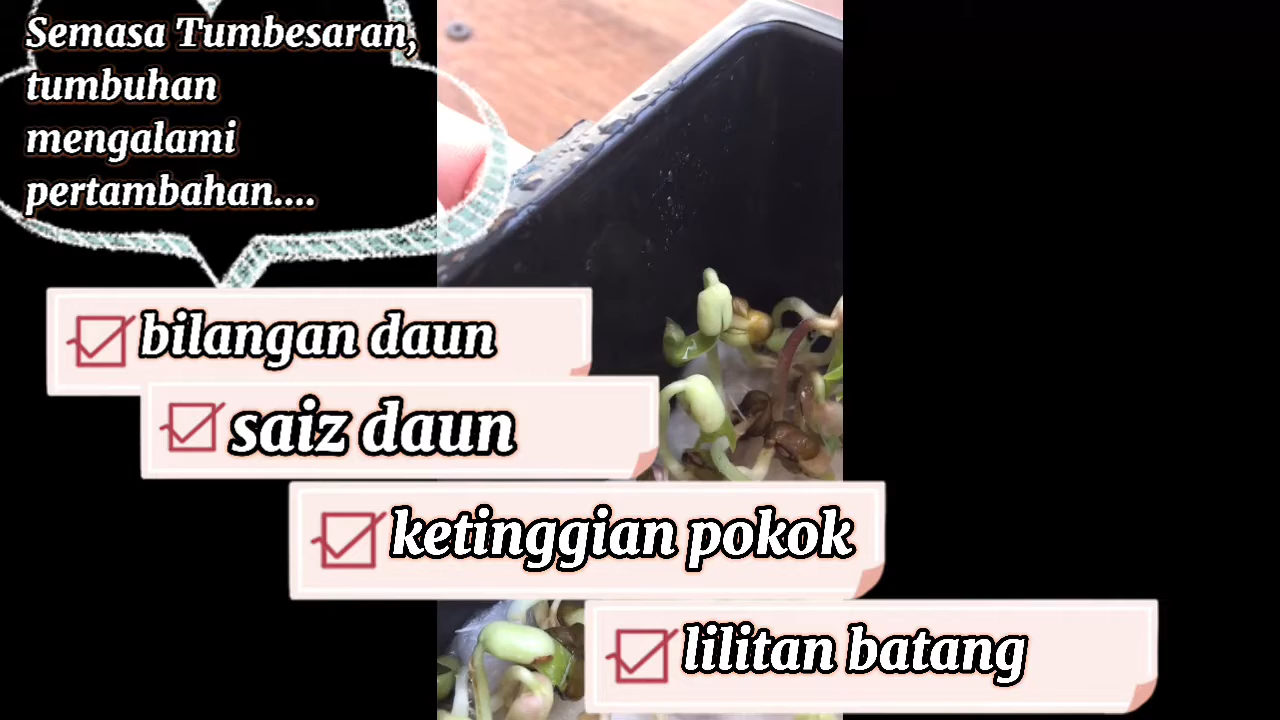 Semasa Tumbesaran,
tumbuhan
mengalami
pertambahan....
bilangan daun
saiz daun
ketinggian pokok
lilitan batang